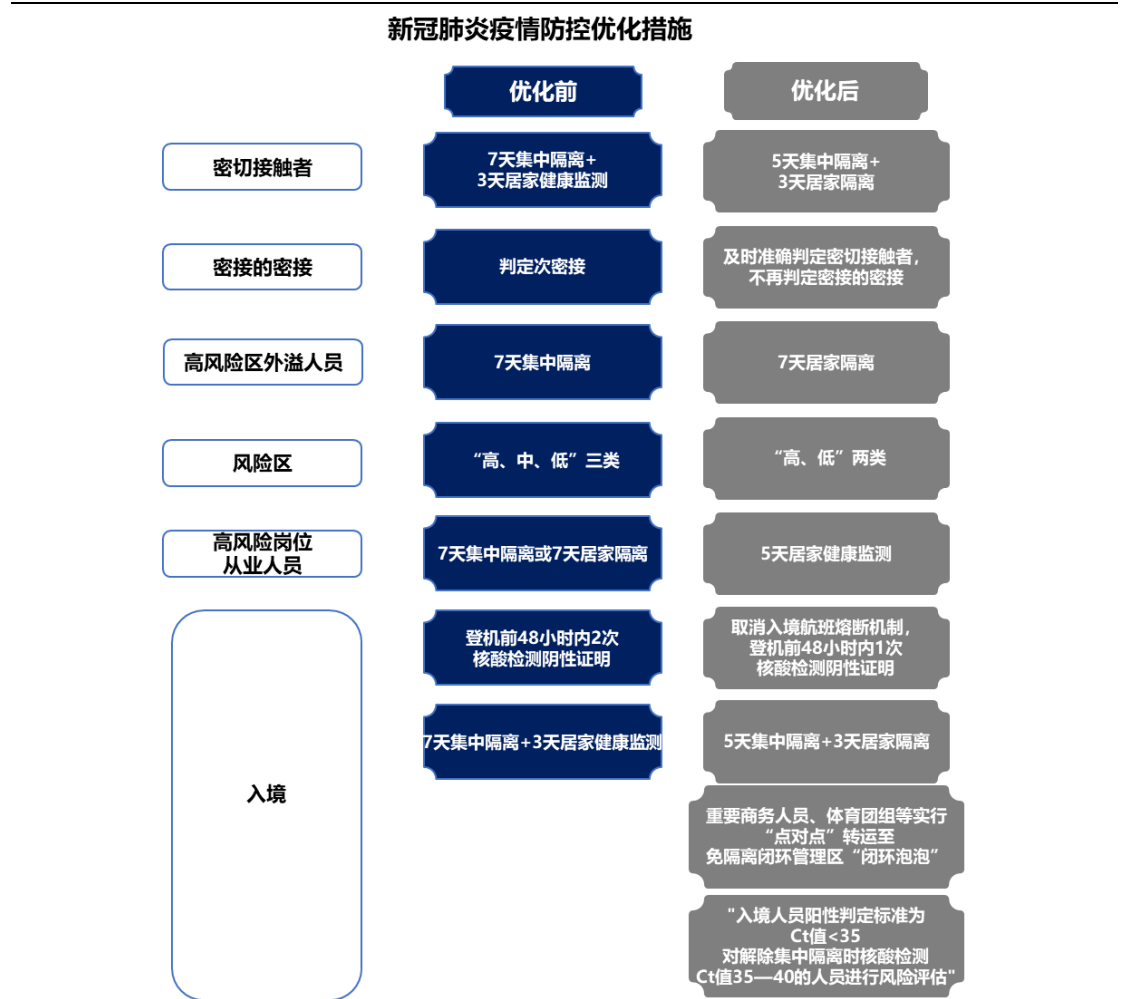 新冠肺炎疫情防控优化措施
优化前
优化后
密切接触者
7天集中隔离+
3天居家健康监测
5天集中隔离+
3天居家隔离
密接的密接
判定次密接
及时准确判定密切接触者，
不再判定密接的密接
高风险区外溢人员
7天集中隔离
7天居家隔离
风险区
“高、中、低”三类
“高、低”两类
高风险岗位
从业人员
7天集中隔离或7天居家隔离
5天居家健康监测
入境
登机前48小时内2次
核酸检测阴性证明
取消入境航班熔断机制，
登机前48小时内1次
核酸检测阴性证明
7天集中隔离+3天居家健康监测
5天集中隔离+3天居家隔离
重要商务人员、体育团组等实行
“点对点”转运至
免隔离闭环管理区“闭环泡泡”
"入境人员阳性判定标准为
Ct值<35
对解除集中隔离时核酸检测
Ct值35—40的人员进行风险评估"